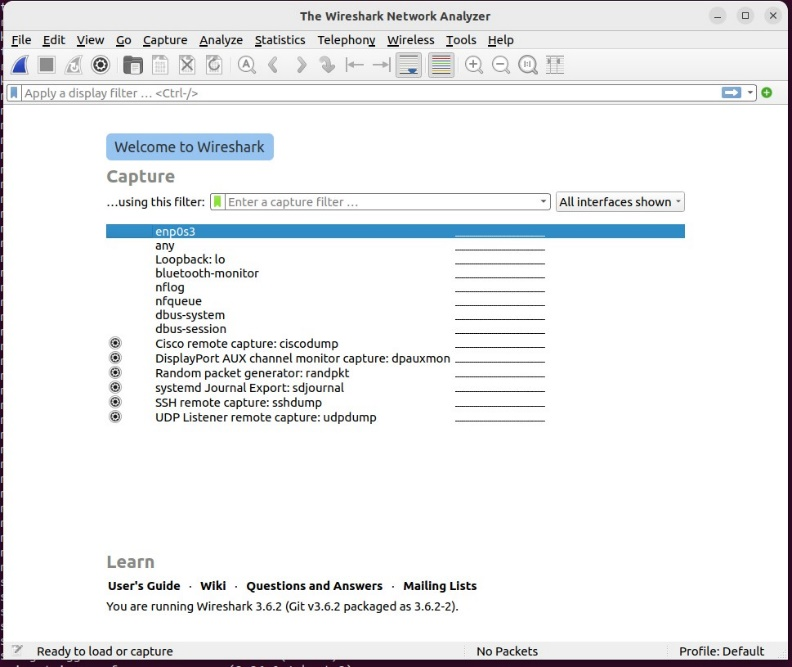 The Wireshark Network Analyzer
File Edit View Go Capture Analyze Statistics Telephony Wireless Tools Help
Apply a display filter … <Ctrl-/>
Welcome to Wireshark
Capture
…using this filter: Enter a capture filter … All interfaces shown
enp0s3
any
Loopback: lo
bluetooth-monitor
nflog
nfqueue
dbus-system
dbus-session
Cisco remote capture: ciscodump
DisplayPort AUX channel monitor capture: dpauxmon
Random packet generator: randpkt
systemd Journal Export: sdjournal
SSH remote capture: sshdump
UDP Listener remote capture: udpdump
Learn
User's Guide · Wiki · Questions and Answers · Mailing Lists
You are running Wireshark 3.6.2 (Git v3.6.2 packaged as 3.6.2-2).
Ready to load or capture No Packets Profile: Default